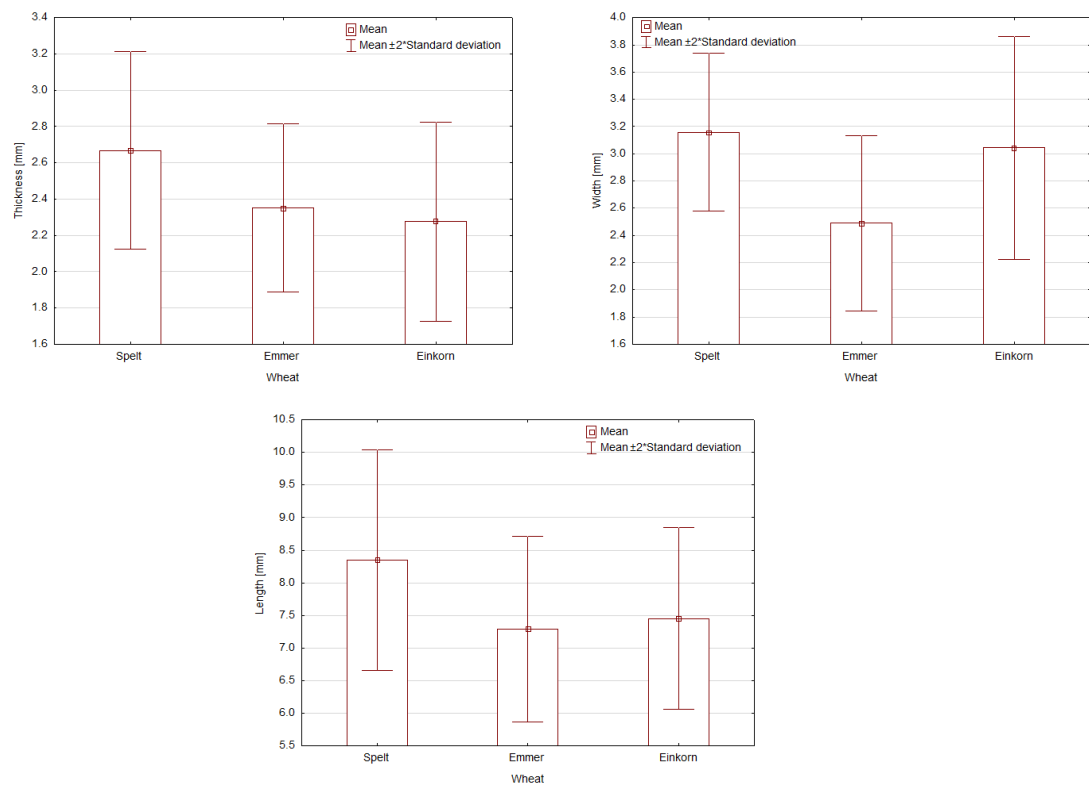 3.4
3.2
3.0
2.8
2.6
2.4
2.2
2.0
1.8
1.6
Thickness [mm]
Mean
Mean ±2*Standard deviation
Spelt Emmer Einkorn
Wheat
4.0
3.8
3.6
3.4
3.2
3.0
2.8
2.6
2.4
2.2
2.0
1.8
1.6
Width [mm]
Mean
Mean ±2*Standard deviation
Spelt Emmer Einkorn
Wheat
10.5
10.0
9.5
9.0
8.5
8.0
7.5
7.0
6.5
6.0
5.5
Length [mm]
Mean
Mean ±2*Standard deviation
Spelt Emmer Einkorn
Wheat